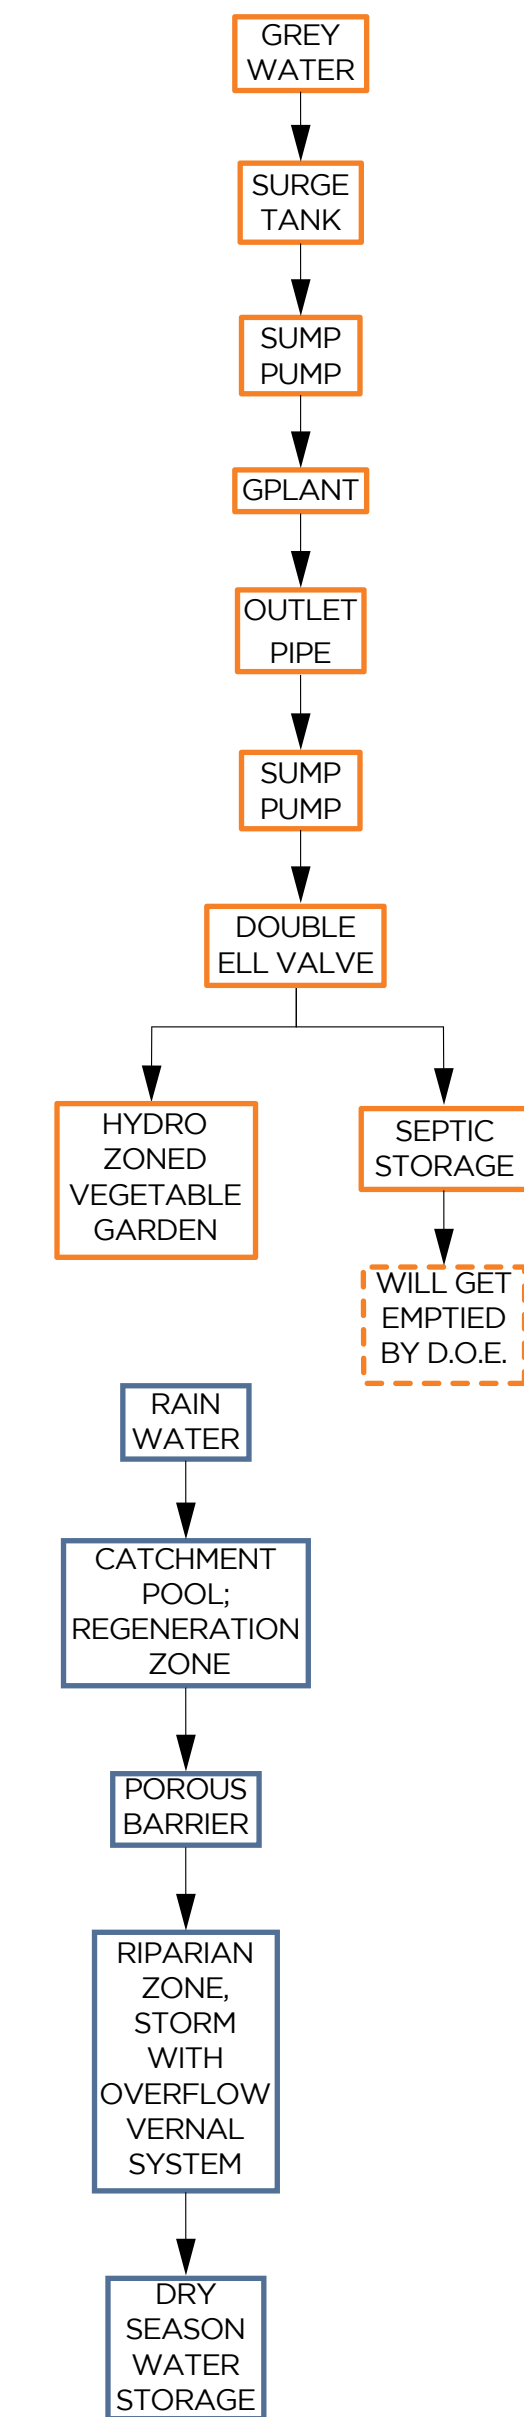 GREY
WATER
SURGE
TANK
SUMP
PUMP
GPLANT
OUTLET
PIPE
SUMP
PUMP
DOUBLE
ELL VALVE
HYDRO
ZONED
VEGETABLE
GARDEN
SEPTIC
STORAGE
WILL GET
EMPTIED
BY D.O.E.
RAIN
WATER
CATCHMENT
POOL;
REGENERATION
ZONE
POROUS
BARRIER
RIPARIAN
ZONE,
STORM
WITH
OVERFLOW
VERNAL
SYSTEM
DRY
SEASON
WATER
STORAGE